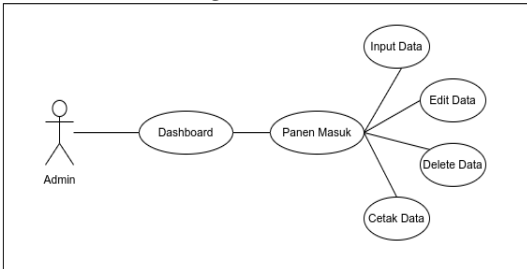 Input Data
Edit Data
Dashboard
Panen Masuk
Delete Data
Admin
Cetak Data